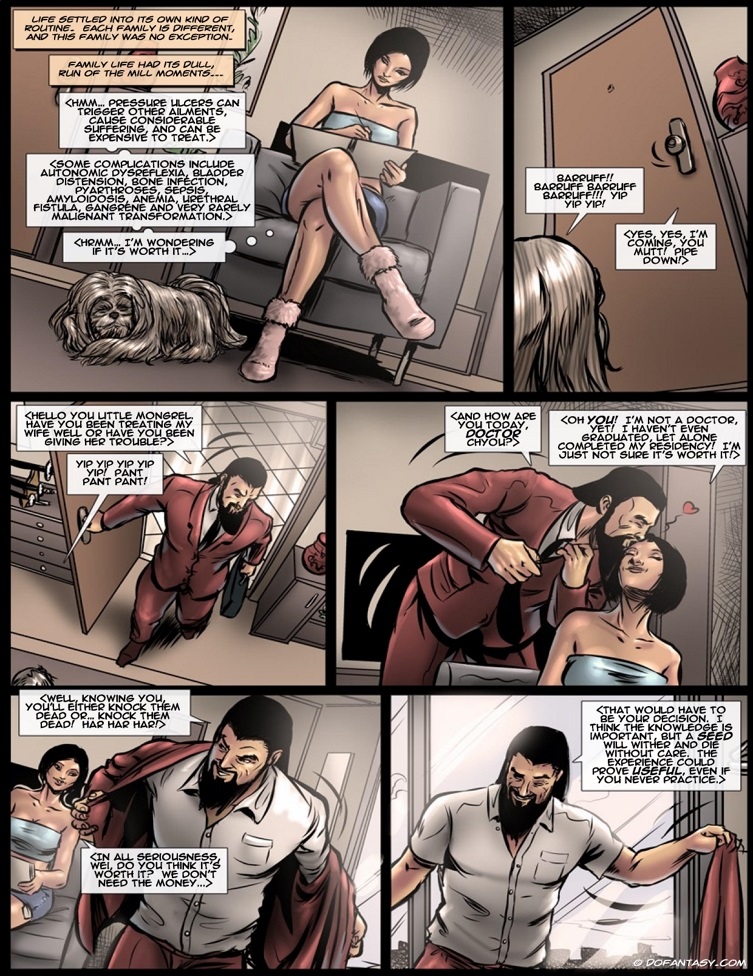 LIFE SETTLED INTO ITS OWN KIND OF
ROUTINE. EACH FAMILY IS DIFFERENT,
AND THIS FAMILY WAS NO EXCEPTION.
FAMILY LIFE HAD ITS DULL,
RUN OF THE MILL MOMENTS...
<HMM... PRESSURE ULCERS CAN
TRIGGER OTHER AILMENTS,
CAUSE CONSIDERABLE
SUFFERING, AND CAN BE
EXPENSIVE TO TREAT.>
<SOME COMPLICATIONS INCLUDE
AUTONOMIC DYSREFLEXIA, BLADDER
DISTENSION, BONE INFECTION,
PYARTHROSES, SEPSIS,
AMYLOIDOSIS, ANEMIA, URETHRAL
FISTULA, GANGRENE AND VERY RARELY
MALIGNANT TRANSFORMATION.>
<HRMM... I'M WONDERING
IF IT'S WORTH IT...>
BARRUFF!!
BARRUFF BARRUFF
BARRUFF!!! YIP
YIP YIP!
<YES, YES, I'M
COMING, YOU
MUTT! PIPE
DOWN!>
<HELLO YOU LITTLE MONGREL.
HAVE YOU BEEN TREATING MY
WIFE WELL OR HAVE YOU BEEN
GIVING HER TROUBLE?>
YIP YIP YIP YIP
YIP! PANT
PANT PANT!
<AND HOW ARE
YOU TODAY,
DOCTOR
CHYOU?>
<OH YOU! I'M NOT A DOCTOR,
YET! I HAVEN'T EVEN
GRADUATED, LET ALONE
COMPLETED MY RESIDENCY! I'M
JUST NOT SURE IT'S WORTH IT!>
<WELL, KNOWING YOU,
YOU'LL EITHER KNOCK THEM
DEAD OR... KNOCK THEM
DEAD! HAR HAR HAR!>
<IN ALL SERIOUSNESS,
WEI, DO YOU THINK IT'S
WORTH IT? WE DON'T
NEED THE MONEY...>
<THAT WOULD HAVE TO
BE YOUR DECISION. I
THINK THE KNOWLEDGE IS
IMPORTANT, BUT A SEED
WILL WITHER AND DIE
WITHOUT CARE. THE
EXPERIENCE COULD
PROVE USEFUL, EVEN IF
YOU NEVER PRACTICE.>
© DOFANTASY.COM